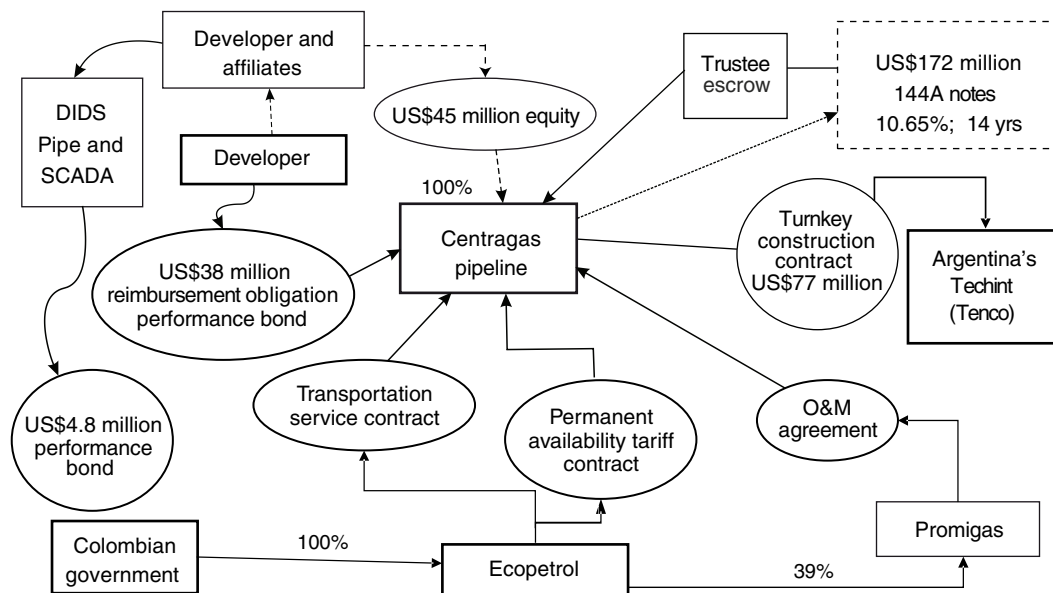 Developer and
affiliates
Trustee
escrow
US$172 million
144A notes
10.65%; 14 yrs
DIDS
Pipe and
SCADA
US$45 million equity
Developer
100%
Centragas
pipeline
Turnkey
construction
contract
US$77 million
Argentina's
Techint
(Tenco)
US$38 million
reimbursement obligation
performance bond
Transportation
service contract
Permanent
availability tariff
contract
O&M
agreement
US$4.8 million
performance
bond
Colombian
government
100%
Ecopetrol
39%
Promigas